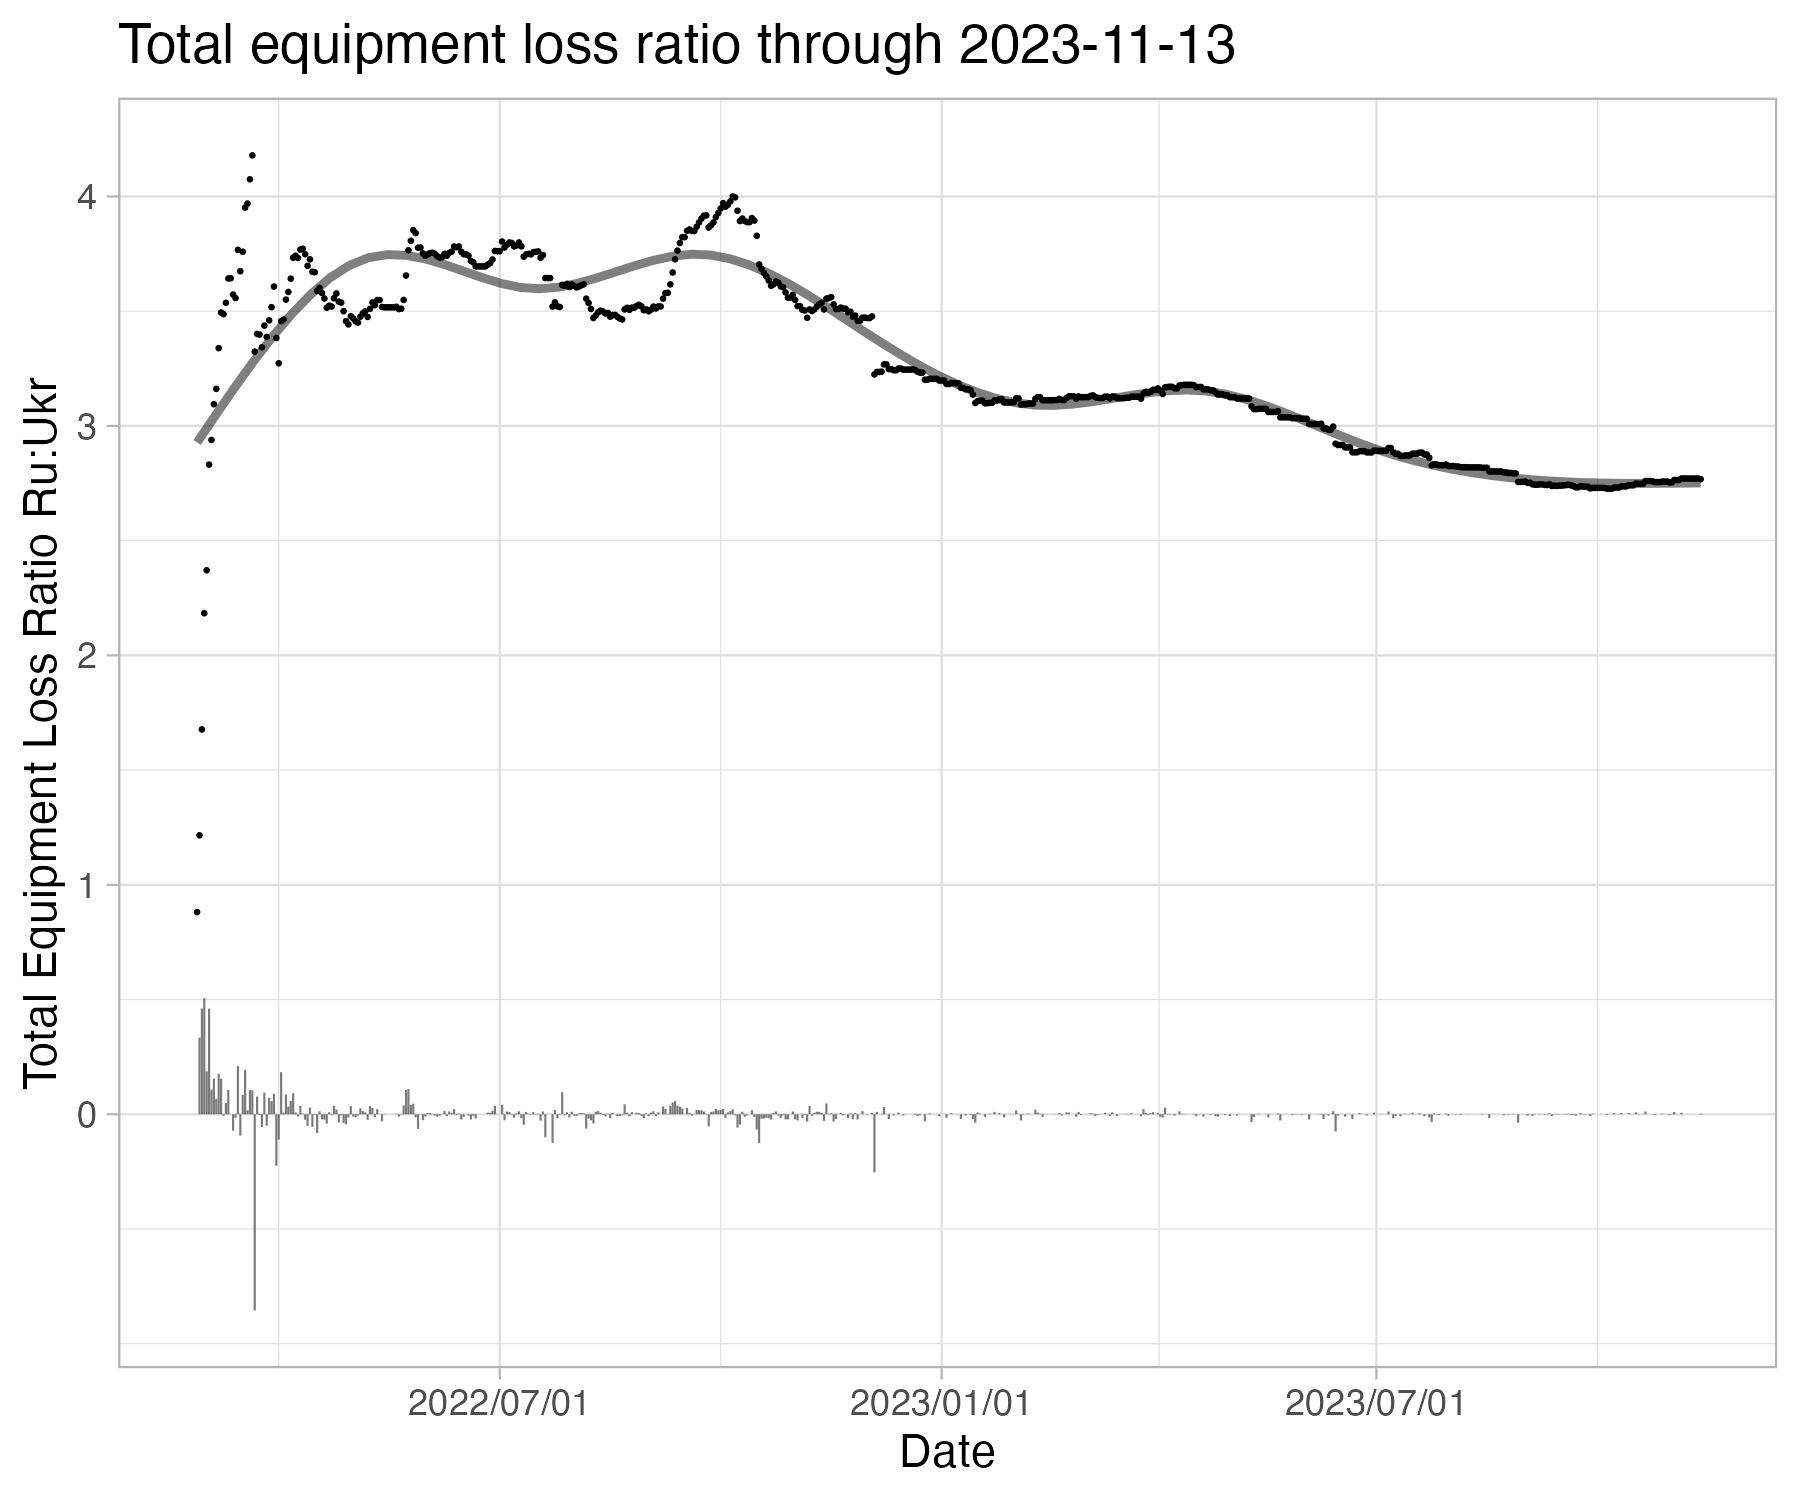 Total equipment loss ratio through 2023-11-13
Total Equipment Loss Ratio Ru:Ukr
4
3
2
1
0
2022/07/01
2023/01/01
2023/07/01
Date